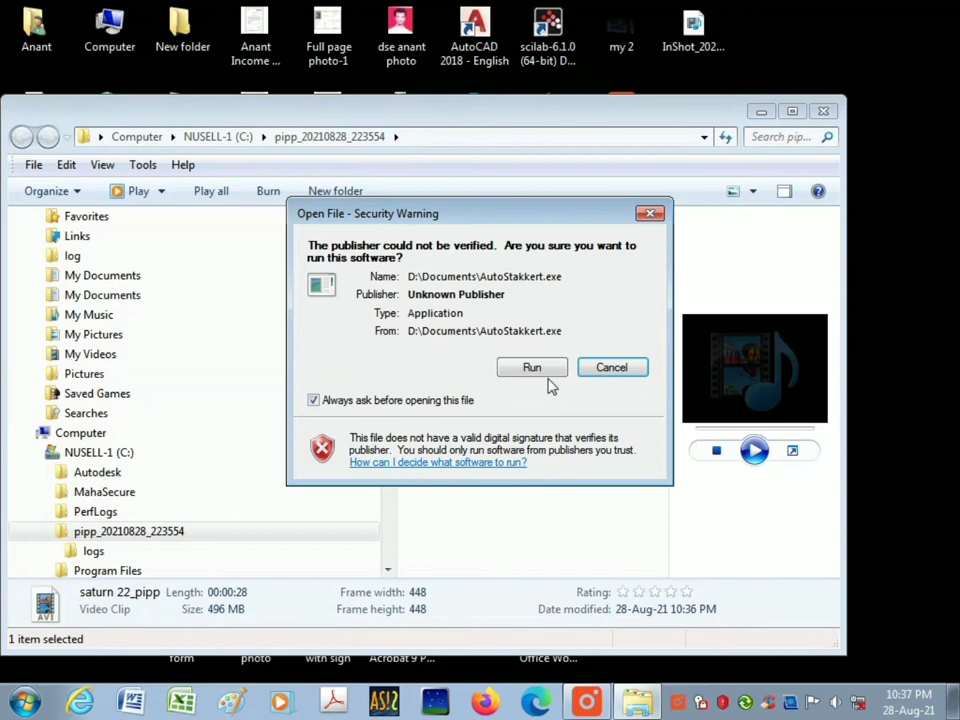 Anant
Computer
New folder
Anant
Income ...
Full page
photo-1
dse anant
photo
AutoCAD
2018 - English
scilab-6.1.0
(64-bit) D...
my 2
InShot_202...
Computer
NUSELL-1 (C:)
pipp_20210828_223554
Search pip...
File Edit View Tools Help
Organize Play Play all Burn New folder
Favorites
Links
log
My Documents
My Documents
My Music
My Pictures
My Videos
Pictures
Saved Games
Searches
Computer
NUSELL-1 (C:)
Autodesk
MahaSecure
PerfLogs
pipp_20210828_223554
logs
Program Files
Open File - Security Warning
The publisher could not be verified. Are you sure you want to
run this software?
Name: D:\Documents\AutoStakkert.exe
Publisher: Unknown Publisher
Type: Application
From: D:\Documents\AutoStakkert.exe
Run Cancel
Always ask before opening this file
This file does not have a valid digital signature that verifies its
publisher. You should only run software from publishers you trust.
How can I decide what software to run?
saturn 22_pipp Length: 00:00:28 Frame width: 448 Rating:
Video Clip Size: 496 MB Frame height: 448 Date modified: 28-Aug-21 10:36 PM
AVI
1 item selected
form
photo
with sign
Acrobat 9 P...
Office Wo...
AS!2
10:37 PM
28-Aug-21